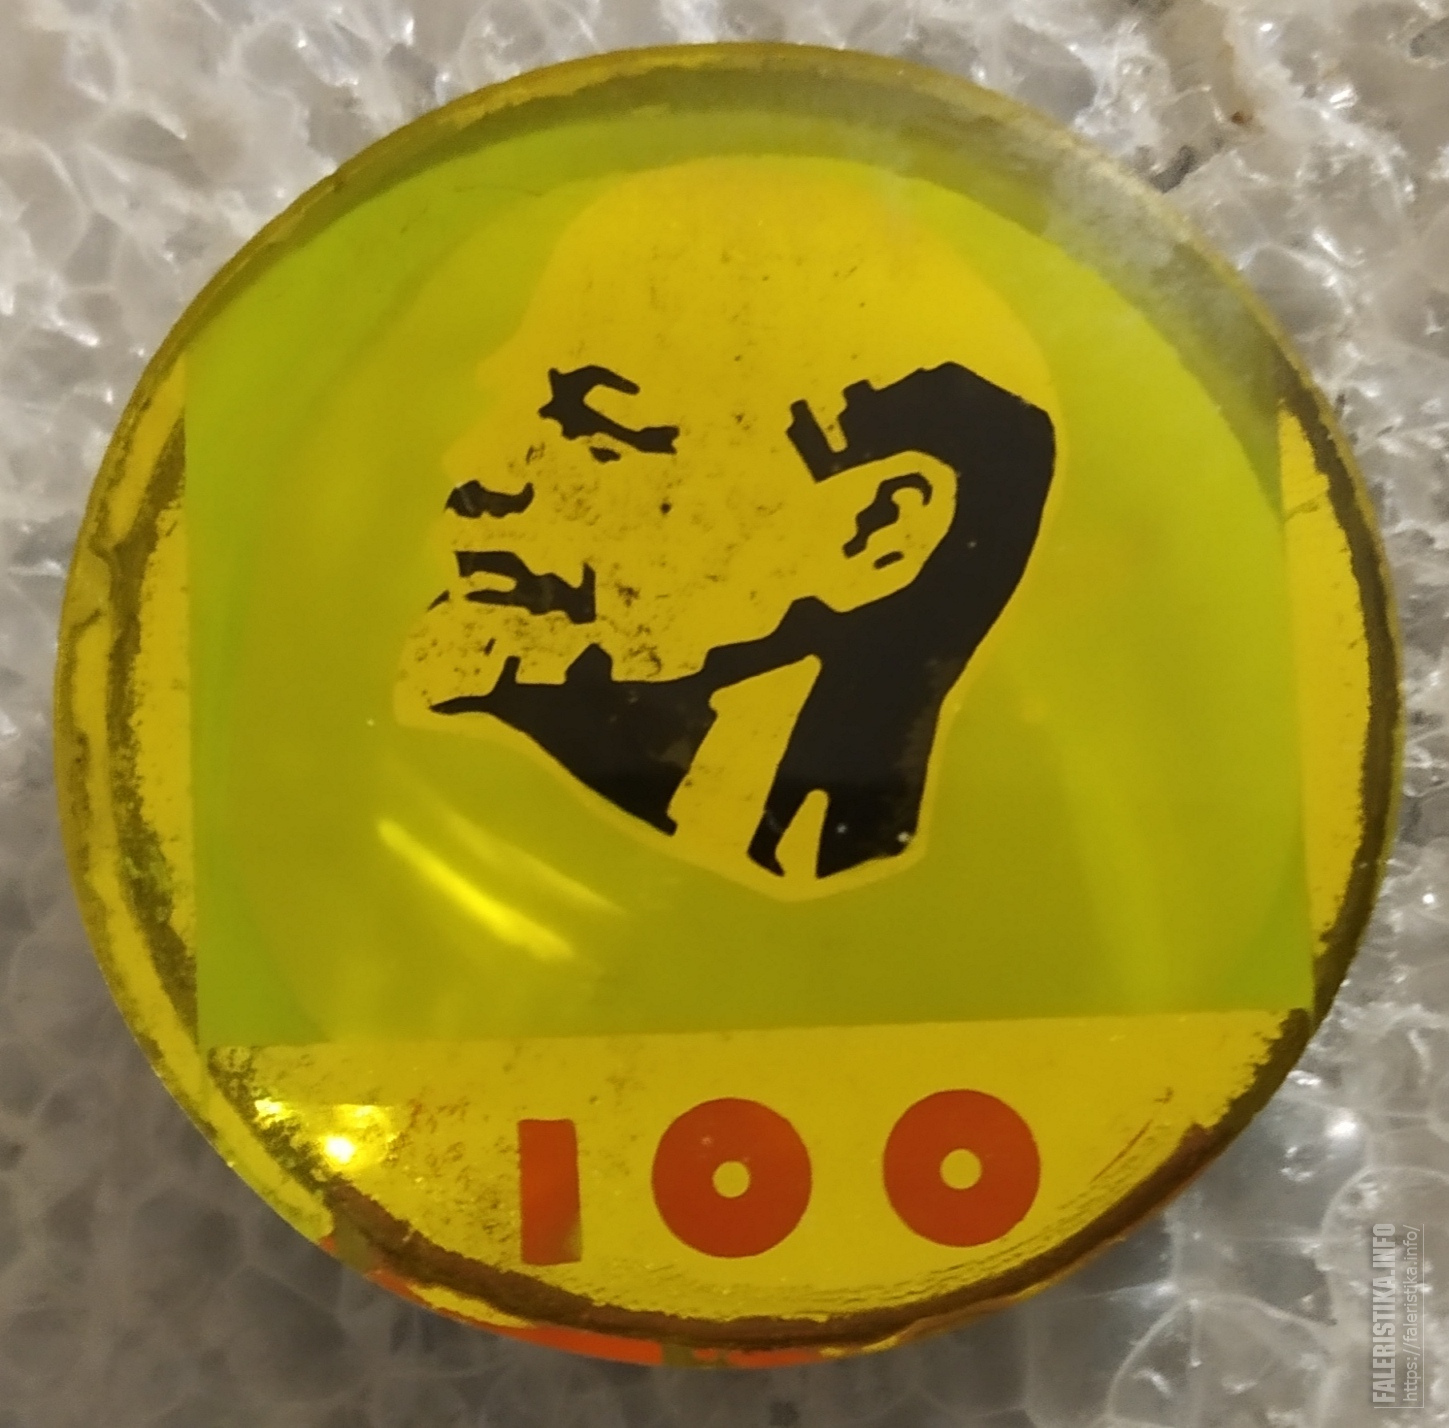 100
FALERISTIKA.INFO
https://faleristika.info/